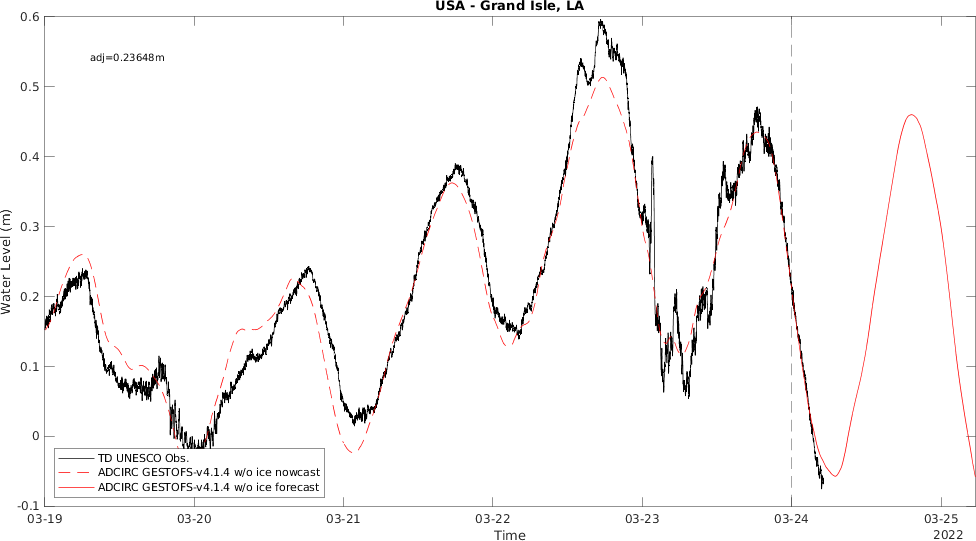 USA - Grand Isle, LA
adj=0.23648m
0.6
0.5
0.4
0.3
0.2
0.1
0
-0.1
Water Level (m)
TD UNESCO Obs.
ADCIRC GESTOFS-v4.1.4 w/o ice nowcast
ADCIRC GESTOFS-v4.1.4 w/o ice forecast
03-19 03-20 03-21 03-22 03-23 03-24 03-25
Time
2022